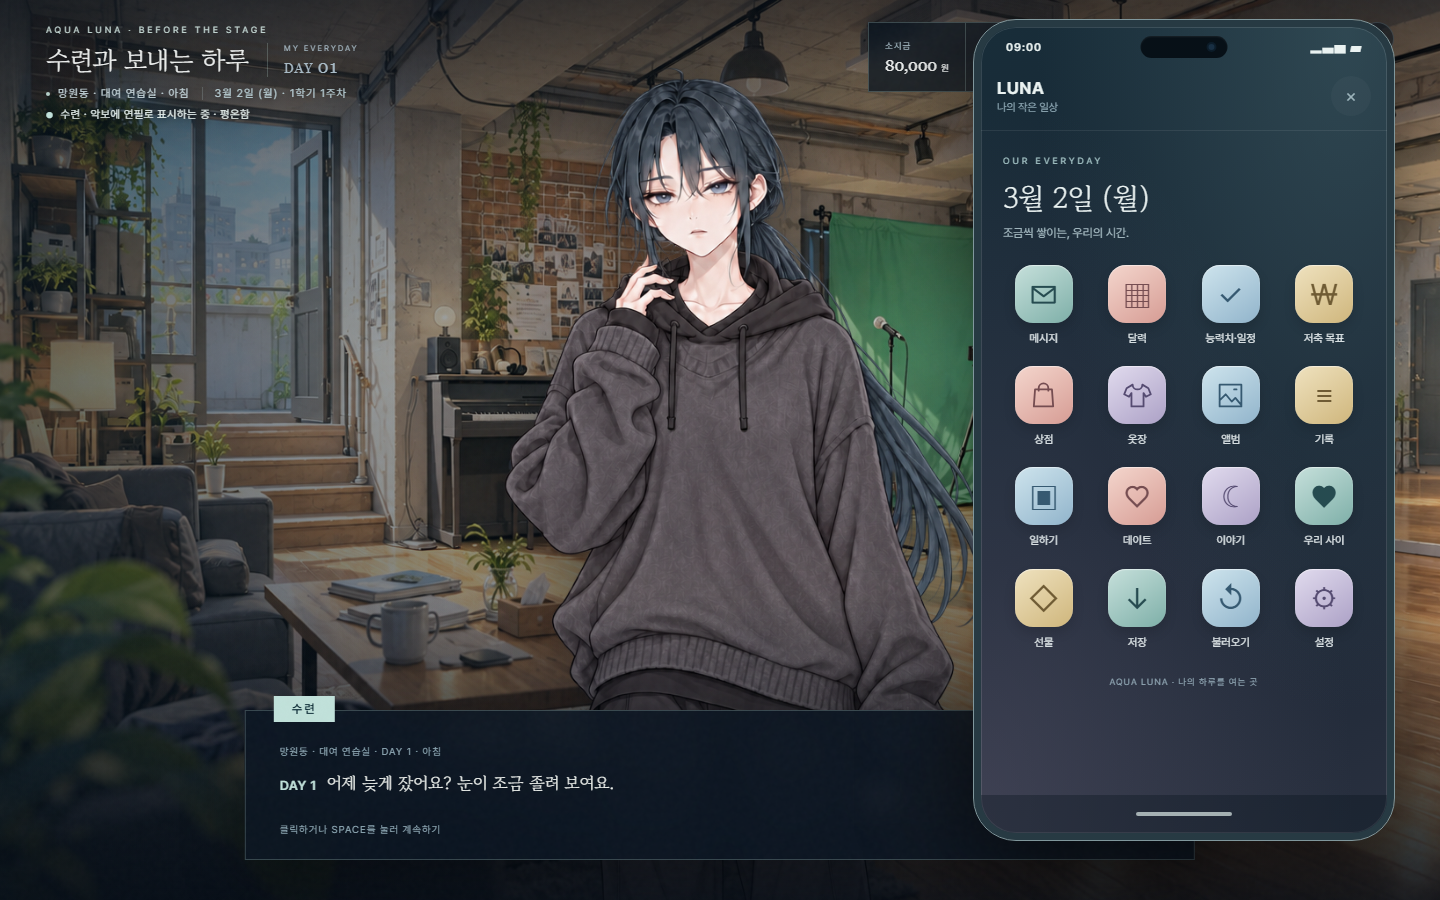 AQUA LUNA · BEFORE THE STAGE
수련과 보내는 하루
MY EVERYDAY
DAY 01
망원동 · 대여 연습실 · 아침
3월 2일 (월) · 1학기 1주차
수련 · 악보에 연필로 표시하는 중 · 평온함
소지금
80,000 원
09:00
LUNA
나의 작은 일상
×
OUR EVERYDAY
3월 2일 (월)
조금씩 쌓이는, 우리의 시간.
메시지
달력
능력치·일정
₩
저축 목표
상점
옷장
앨범
기록
일하기
데이트
이야기
우리 사이
선물
저장
불러오기
설정
AQUA LUNA · 나의 하루를 여는 곳
수련
망원동 · 대여 연습실 · DAY 1 · 아침
DAY 1 어제 늦게 잤어요? 눈이 조금 졸려 보여요.
클릭하거나 SPACE를 눌러 계속하기